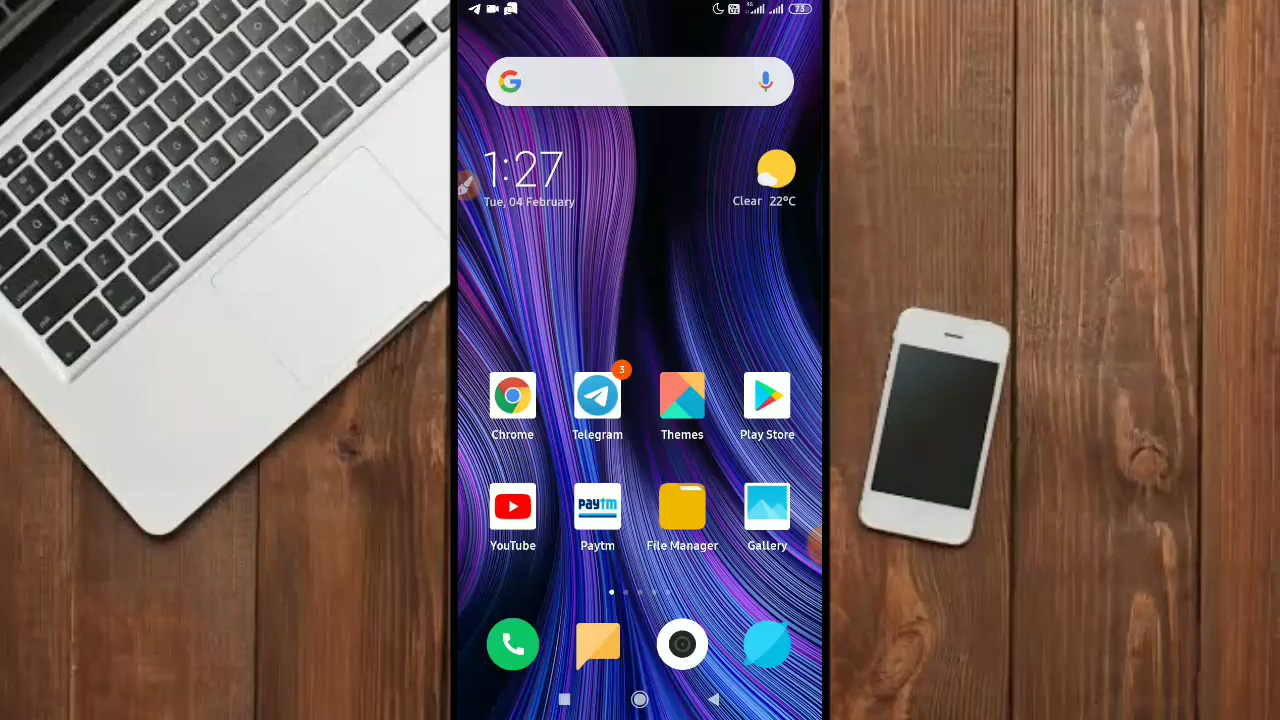 73
1:27
Tue, 04 February
Clear 22°C
3
Chrome
Telegram
Themes
Play Store
paytm
YouTube
Paytm
File Manager
Gallery